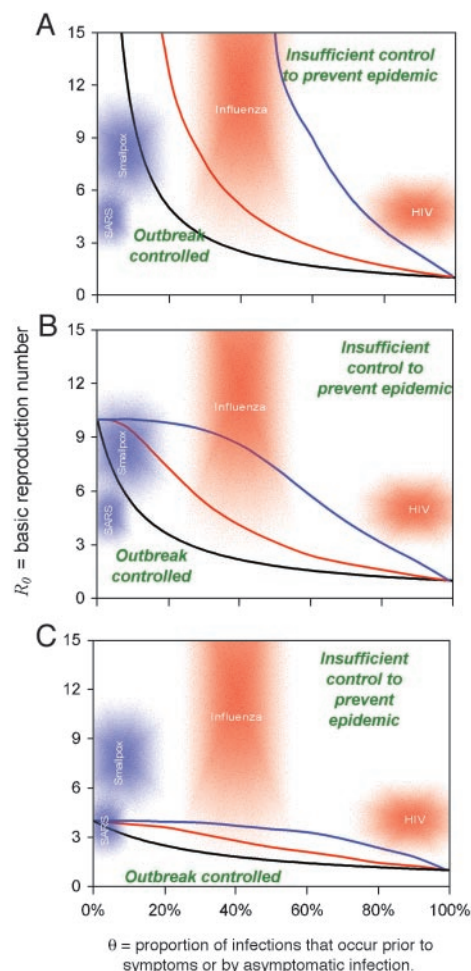 A
15
12
9
6
3
0
Insufficient control
to prevent epidemic
Influenza
Smallpox
SARS
HIV
Outbreak
controlled
B
15
12
9
6
3
0
Insufficient
control to
prevent epidemic
Influenza
Smallpox
SARS
HIV
Outbreak
controlled
R0 = basic reproduction number
C
15
12
9
6
3
0
Insufficient
control to
prevent
epidemic
Influenza
Smallpox
SARS
HIV
Outbreak controlled
0% 20% 40% 60% 80% 100%
θ = proportion of infections that occur prior to
symptoms or by asymptomatic infection.